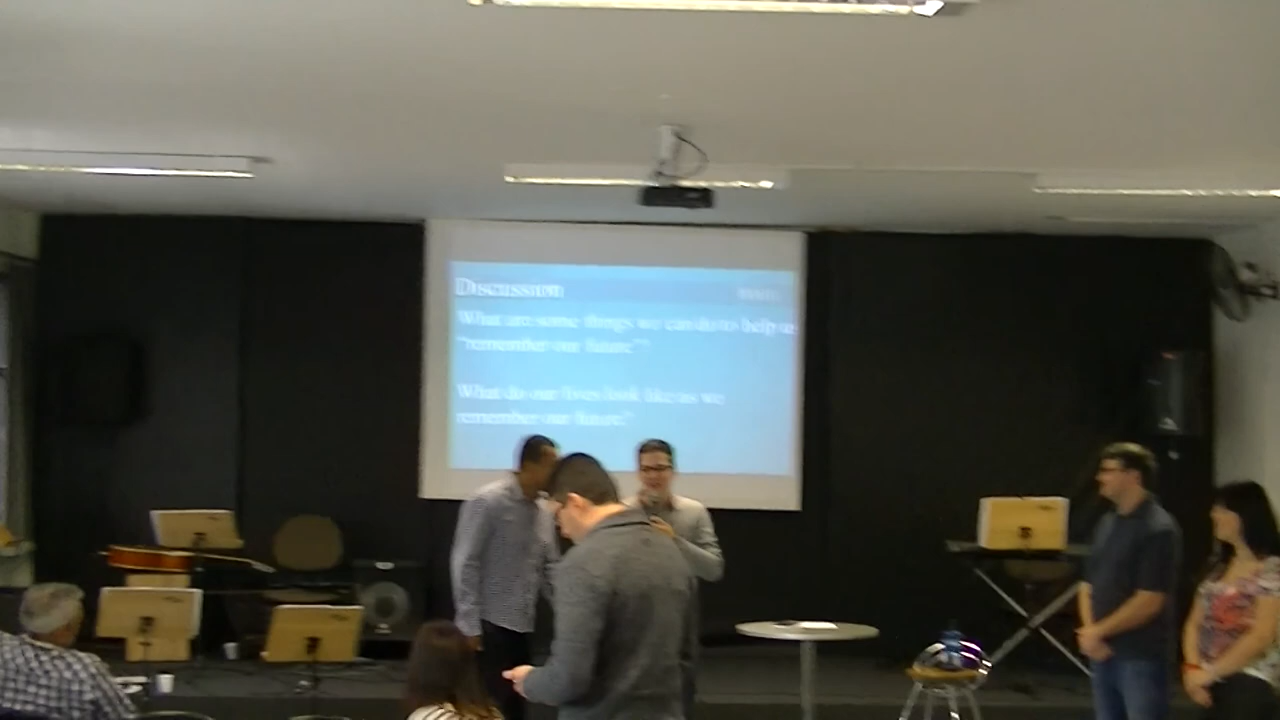 Discussion
What are some things we can do to help us
"remember our future"?
What do our lives look like as we
remember our future?